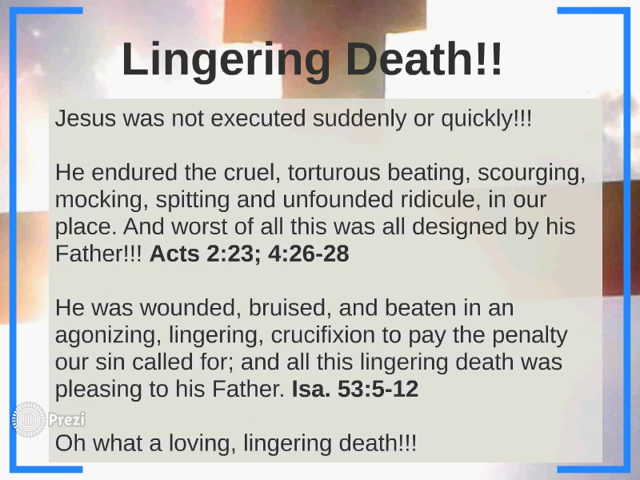 Lingering Death!!
Jesus was not executed suddenly or quickly!!!
He endured the cruel, torturous beating, scourging,
mocking, spitting and unfounded ridicule, in our
place. And worst of all this was all designed by his
Father!!! Acts 2:23; 4:26-28
He was wounded, bruised, and beaten in an
agonizing, lingering, crucifixion to pay the penalty
our sin called for; and all this lingering death was
pleasing to his Father. Isa. 53:5-12
Prezi
Oh what a loving, lingering death!!!